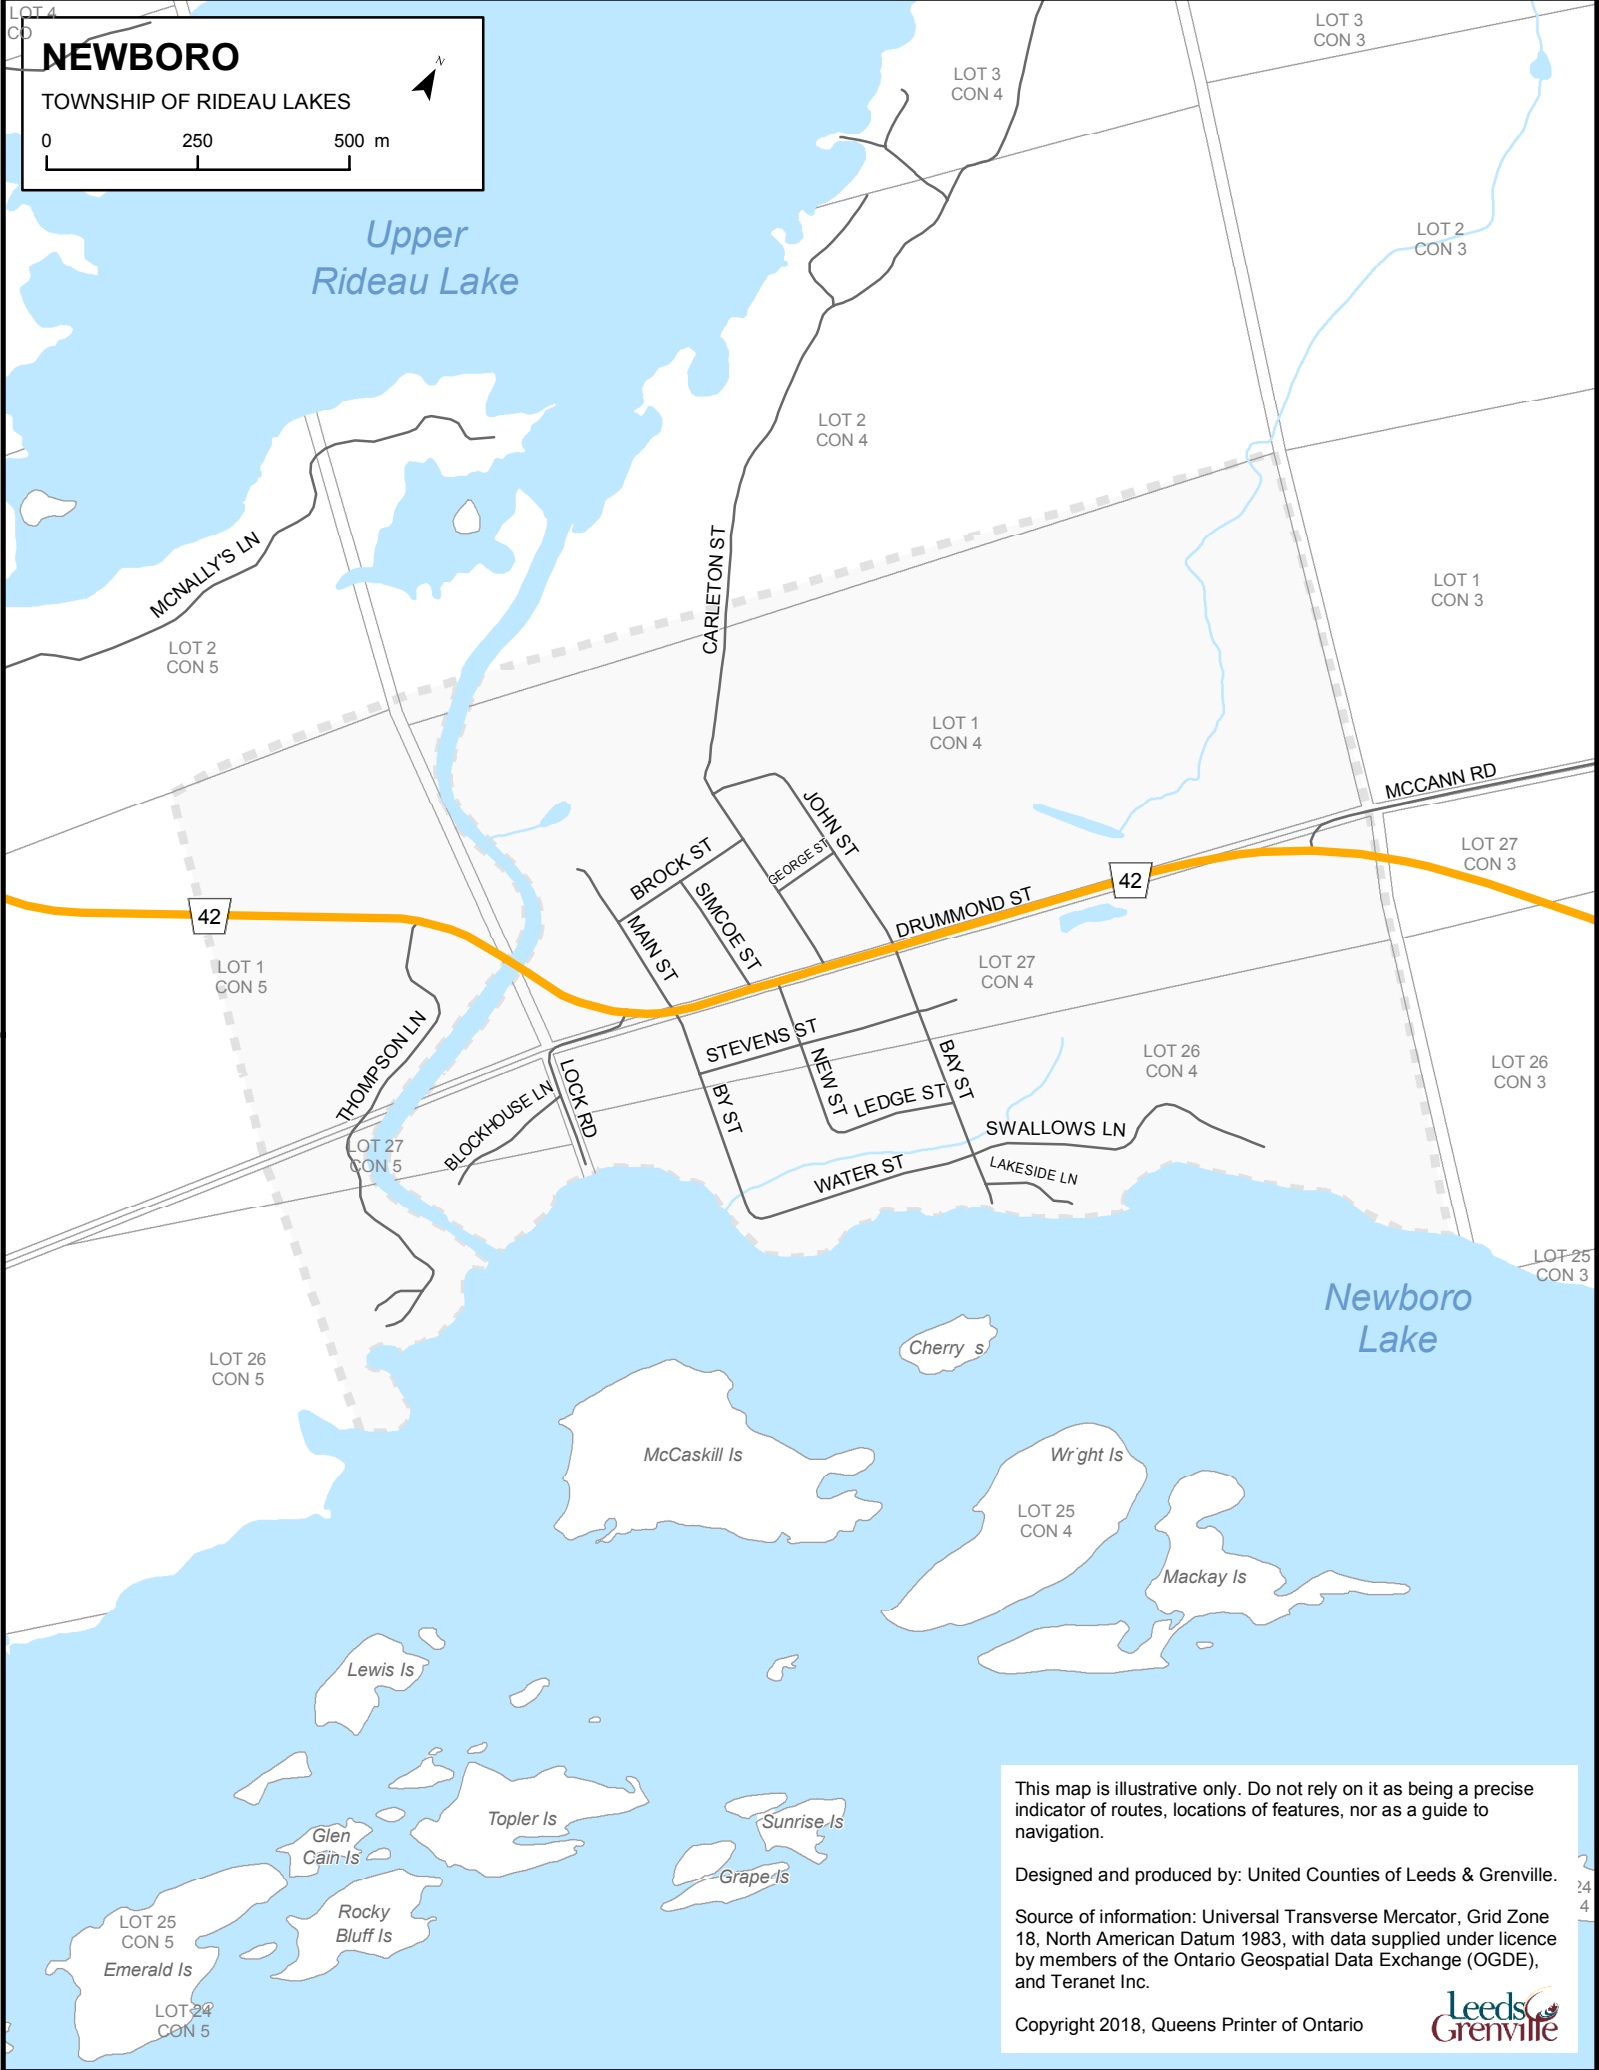 LOT 4
CO
NEWBORO
N
TOWNSHIP OF RIDEAU LAKES
0 250 500 m
LOT 3
CON 3
LOT 3
CON 4
Upper
Rideau Lake
LOT 2
CON 3
LOT 2
CON 4
CARLETON ST
MCNALLY'S LN
LOT 1
CON 3
LOT 2
CON 5
LOT 1
CON 4
MCCANN RD
JOHN ST
BROCK ST
GEORGE ST
LOT 27
CON 3
SIMCOE ST
42
42
DRUMMOND ST
MAIN ST
LOT 1
CON 5
LOT 27
CON 4
THOMPSON LN
STEVENS ST
LOCK RD
NEW ST
BAY ST
LOT 26
CON 4
LOT 26
CON 3
BLOCKHOUSE LN
BY ST
LEDGE ST
SWALLOWS LN
LOT 27
CON 5
WATER ST
LAKESIDE LN
LOT 25
CON 3
Newboro
Lake
Cherry s
LOT 26
CON 5
McCaskill Is
Wright Is
LOT 25
CON 4
Mackay Is
Lewis Is
Topler Is
Sunrise Is
Glen
Cain Is
Grape Is
Rocky
Bluff Is
LOT 25
CON 5
Emerald Is
LOT 24
CON 5
24
4
This map is illustrative only. Do not rely on it as being a precise
indicator of routes, locations of features, nor as a guide to
navigation.
Designed and produced by: United Counties of Leeds & Grenville.
Source of information: Universal Transverse Mercator, Grid Zone
18, North American Datum 1983, with data supplied under licence
by members of the Ontario Geospatial Data Exchange (OGDE),
and Teranet Inc.
Copyright 2018, Queens Printer of Ontario
Leeds
Grenville